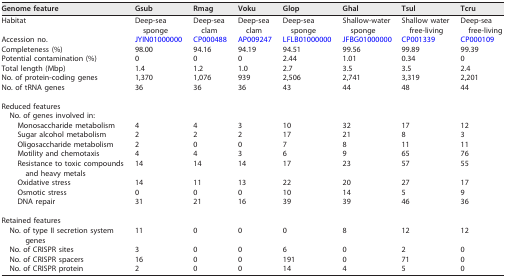 Genome feature Gsub Rmag Voku Glop Ghal Tsul Tcru
Habitat Deep-sea sponge Deep-sea clam Deep-sea clam Deep-sea sponge Shallow-water sponge Shallow water free-living Deep-sea free-living
Accession no. JYIN01000000 CP000488 AP009247 LFLB01000000 JFBG01000000 CP001339 CP000109
Completeness (%) 98.00 94.16 94.19 94.51 99.56 99.89 99.39
Potential contamination (%) 0 0 0 2.44 1.01 0.34 0
Total length (Mbp) 1.4 1.2 1.0 2.7 3.5 3.5 2.4
No. of protein-coding genes 1,370 1,076 939 2,506 2,741 3,319 2,201
No. of tRNA genes 36 36 36 43 44 48 44
Reduced features
No. of genes involved in:
Monosaccharide metabolism 4 4 3 10 32 17 12
Sugar alcohol metabolism 2 2 2 17 21 8 3
Oligosaccharide metabolism 2 0 0 7 8 11 11
Motility and chemotaxis 4 4 3 6 9 65 76
Resistance to toxic compounds 14 14 14 17 23 57 55
and heavy metals
Oxidative stress 14 11 13 22 20 27 17
Osmotic stress 0 0 0 10 14 5 9
DNA repair 31 21 16 39 39 46 36
Retained features
No. of type II secretion system 11 0 0 0 8 12 12
genes
No. of CRISPR sites 3 0 0 6 0 2 0
No. of CRISPR spacers 16 0 0 191 0 71 0
No. of CRISPR protein 2 0 0 14 4 5 0